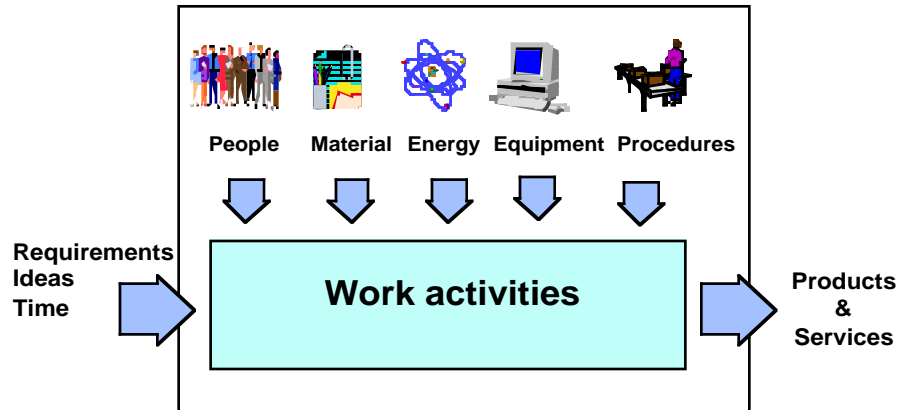 People Material Energy Equipment Procedures
Requirements
Ideas
Time
Work activities
Products
&
Services